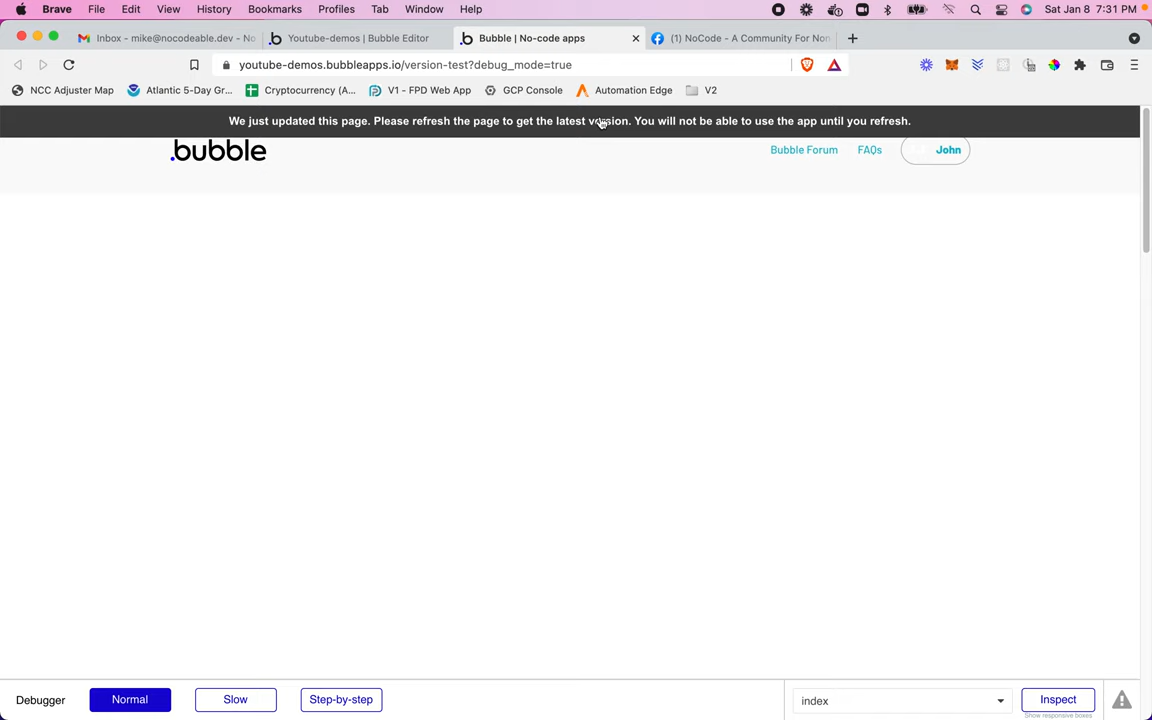 Brave File Edit View History Bookmarks Profiles Tab Window Help Sat Jan 8 7:31 PM
Inbox - mike@nocodeable.dev - No Youtube-demos | Bubble Editor Bubble | No-code apps (1) NoCode - A Community For Non
youtube-demos.bubbleapps.io/version-test?debug_mode=true
NCC Adjuster Map Atlantic 5-Day Gr... Cryptocurrency (A... V1 - FPD Web App GCP Console Automation Edge V2
We just updated this page. Please refresh the page to get the latest version. You will not be able to use the app until you refresh.
.bubble Bubble Forum FAQs John
Debugger Normal Slow Step-by-step index Inspect
Show responsive boxes